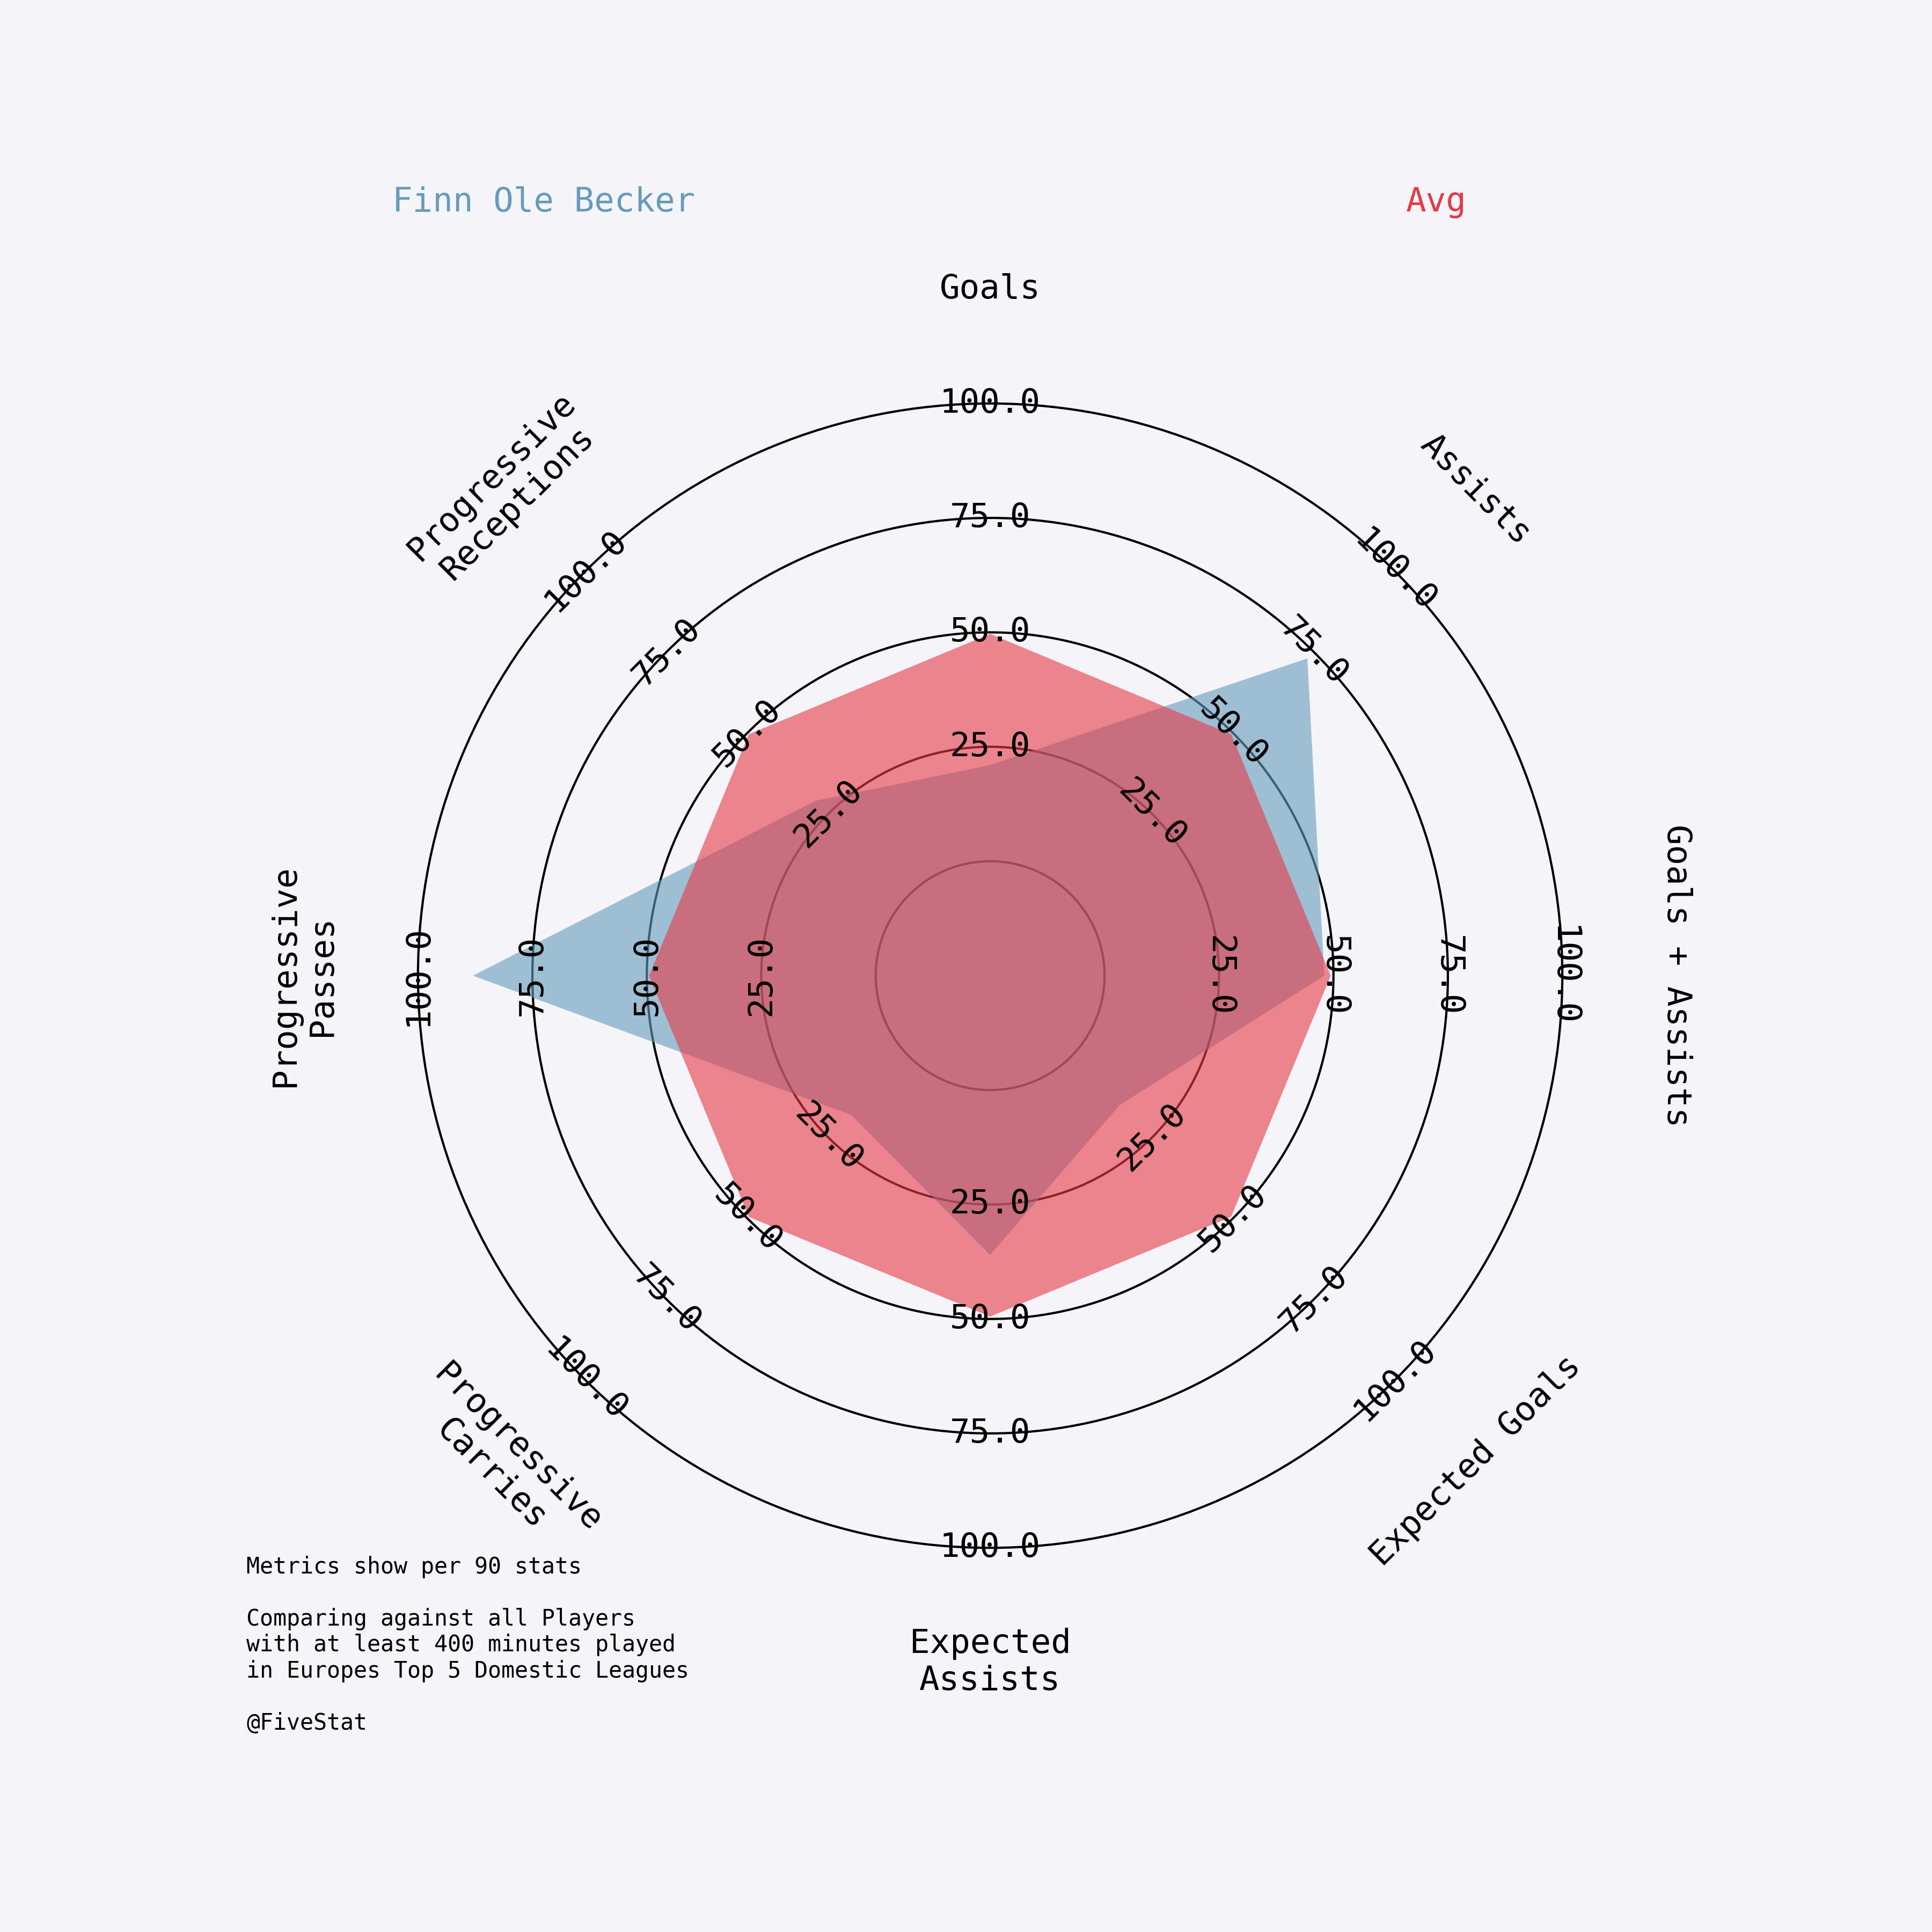 Finn Ole Becker
Avg
Goals
Assists
Goals + Assists
Expected Goals
Expected
Assists
Progressive
Carries
Progressive
Passes
Progressive
Receptions
100.0
75.0
50.0
25.0
100.0
75.0
50.0
25.0
100.0
75.0
50.0
25.0
100.0
75.0
50.0
25.0
100.0
75.0
50.0
25.0
100.0
75.0
50.0
25.0
100.0
75.0
50.0
25.0
100.0
75.0
50.0
25.0
Metrics show per 90 stats
Comparing against all Players
with at least 400 minutes played
in Europes Top 5 Domestic Leagues
@FiveStat